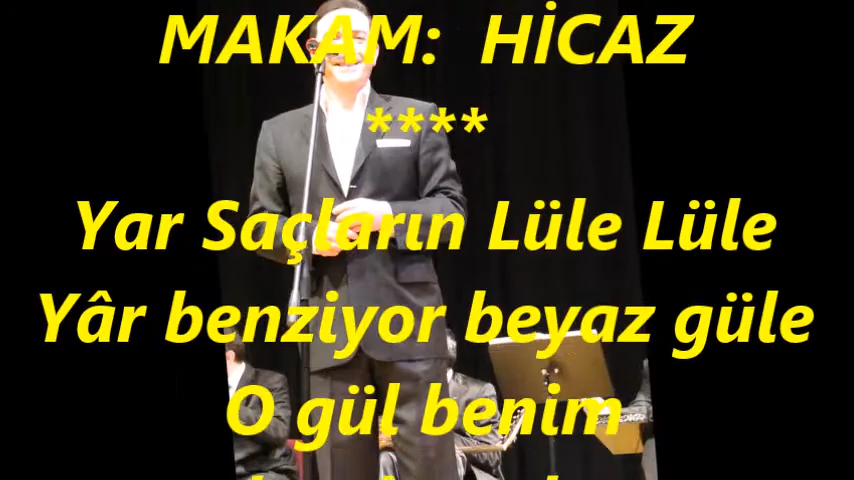 MAKAM: HİCAZ
****
Yar Saçların Lüle Lüle
Yâr benziyor beyaz güle
O gül benim